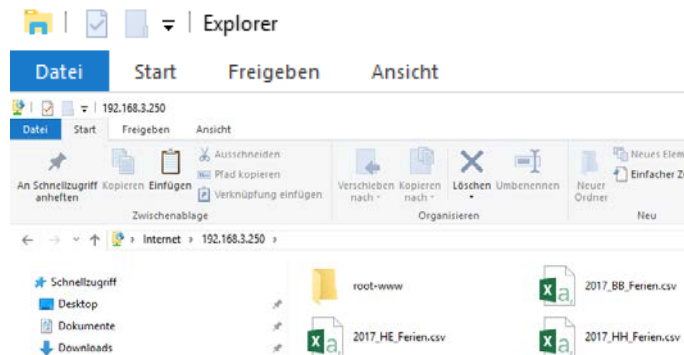 Explorer
Datei Start Freigeben Ansicht
192.168.3.250
Datei Start Freigeben Ansicht
An Schnellzugriff anheften
Kopieren
Einfügen
Ausschneiden
Pfad kopieren
Verknüpfung einfügen
Zwischenablage
Verschieben nach
Kopieren nach
Löschen
Umbenennen
Organisieren
Neuer Ordner
Neues Elem
Einfacher Z
Neu
Internet › 192.168.3.250 ›
Schnellzugriff
Desktop
Dokumente
Downloads
root-www
2017_BB_Ferien.csv
2017_HE_Ferien.csv
2017_HH_Ferien.csv